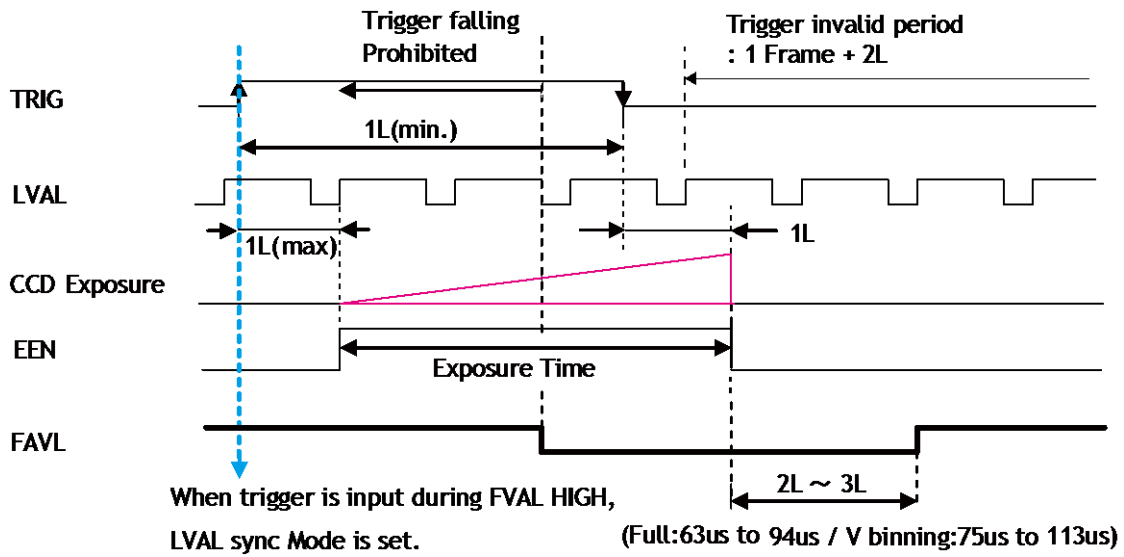 Trigger falling
Prohibited
Trigger invalid period
: 1 Frame + 2L
TRIG
1L(min.)
LVAL
1L(max)
1L
CCD Exposure
EEN
Exposure Time
FAVL
2L ～ 3L
When trigger is input during FVAL HIGH,
LVAL sync Mode is set.
(Full:63us to 94us / V binning:75us to 113us)